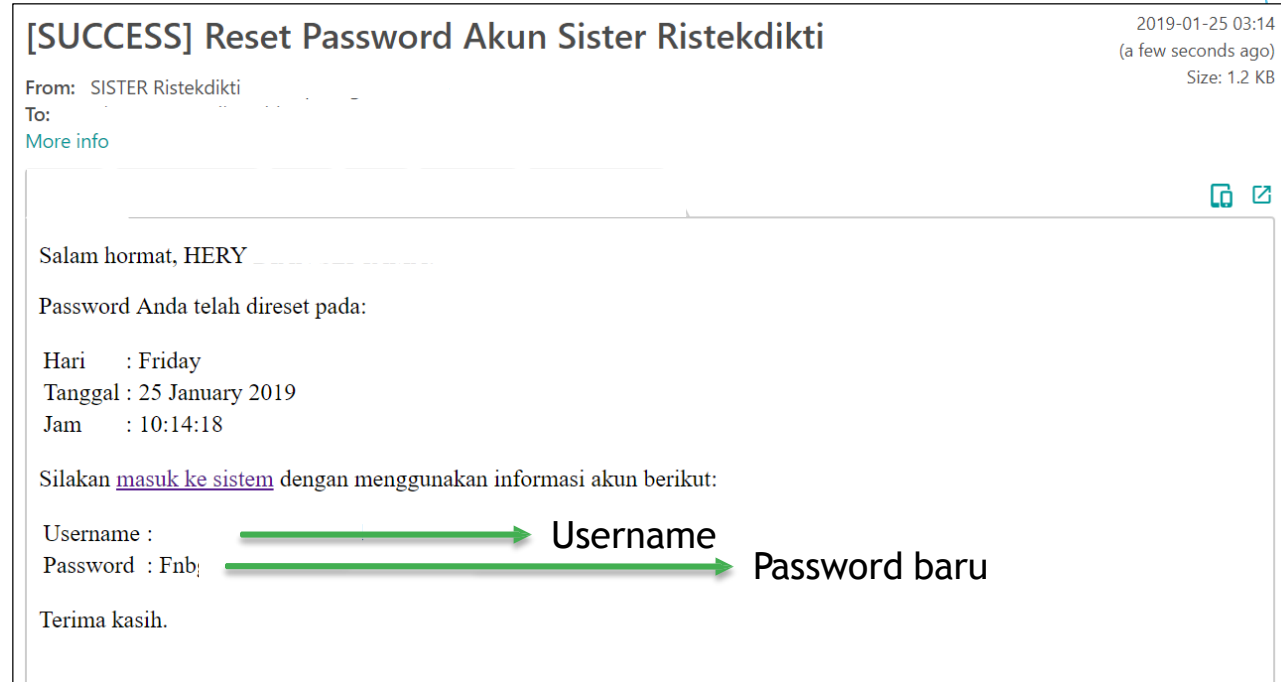 [SUCCESS] Reset Password Akun Sister Ristekdikti
2019-01-25 03:14
(a few seconds ago)
Size: 1.2 KB
From: SISTER Ristekdikti
To:
More info
Salam hormat, HERY
Password Anda telah direset pada:
Hari : Friday
Tanggal : 25 January 2019
Jam : 10:14:18
Silakan masuk ke sistem dengan menggunakan informasi akun berikut:
Username : Username
Password : Fnb Password baru
Terima kasih.